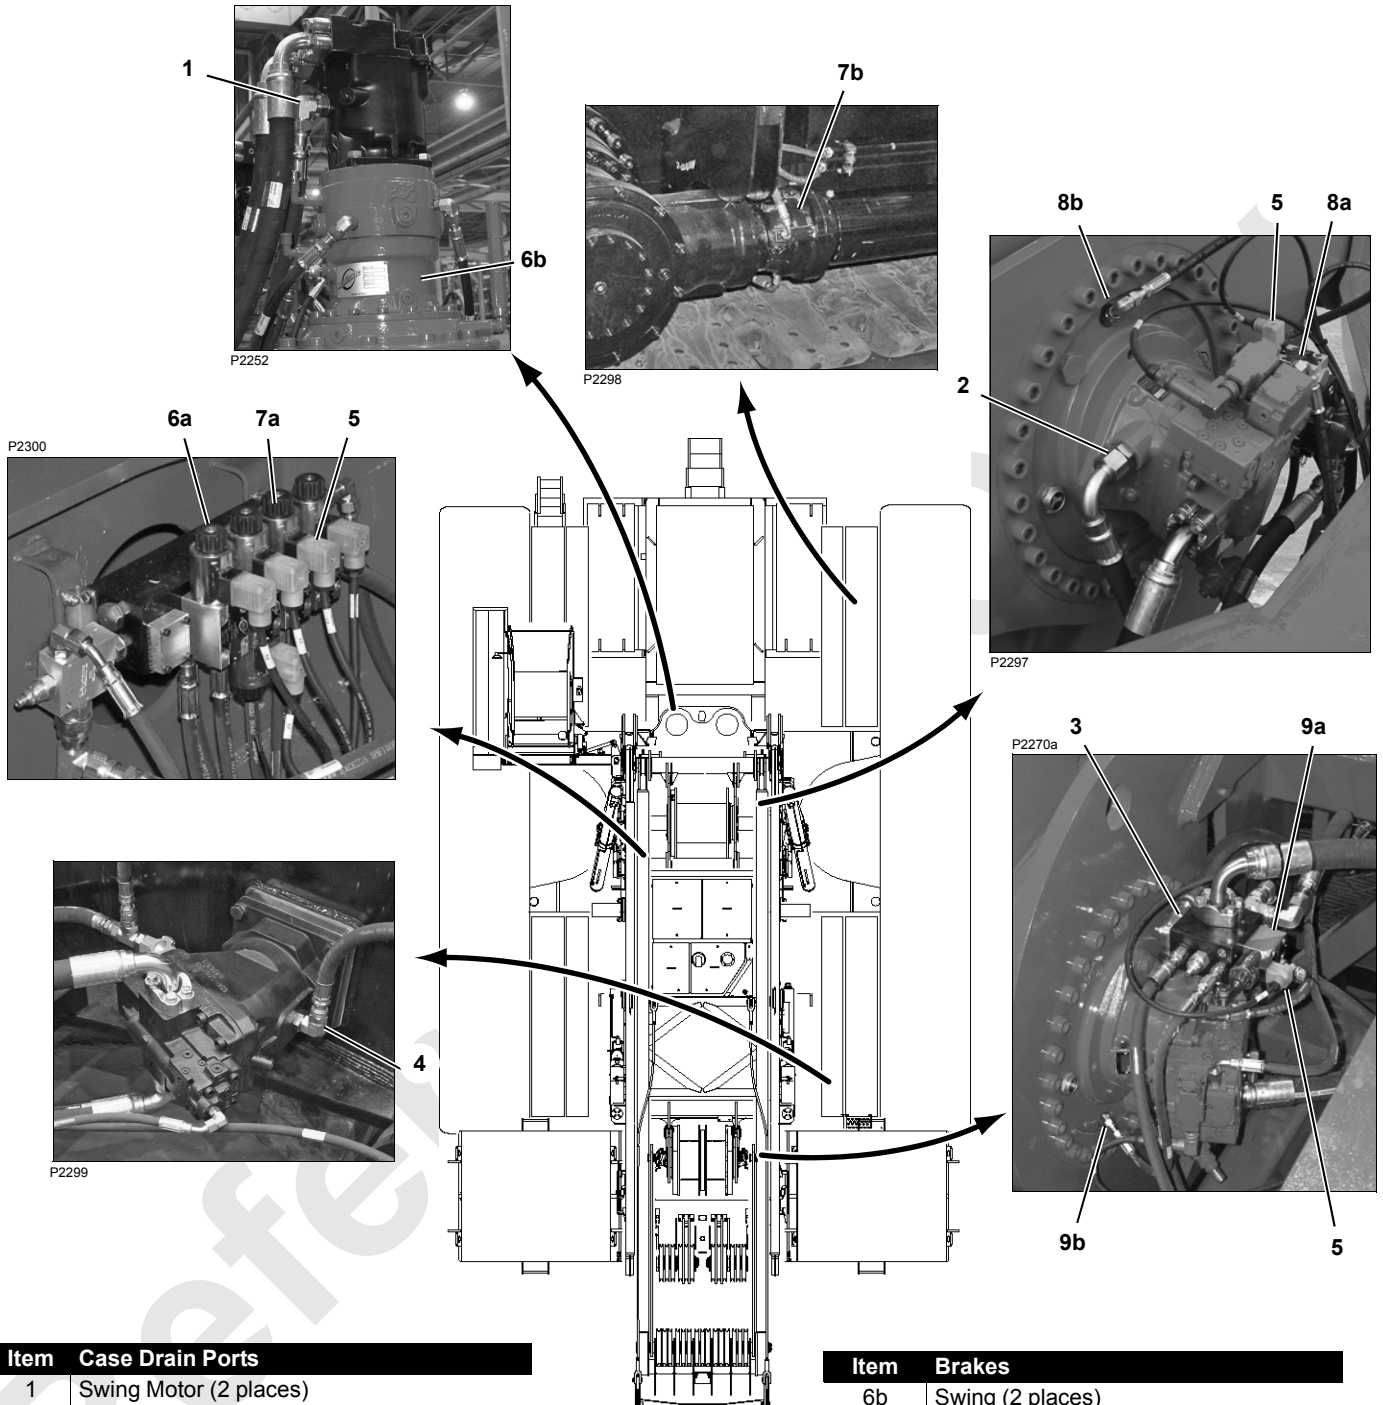 1
7b
6b
P2252
P2298
8b
5
8a
2
P2297
6a
7a
5
P2300
3
9a
P2270a
4
P2299
9b
5
Item Case Drain Ports
1 Swing Motor (2 places)
Item Brakes
6b Swing (2 places)